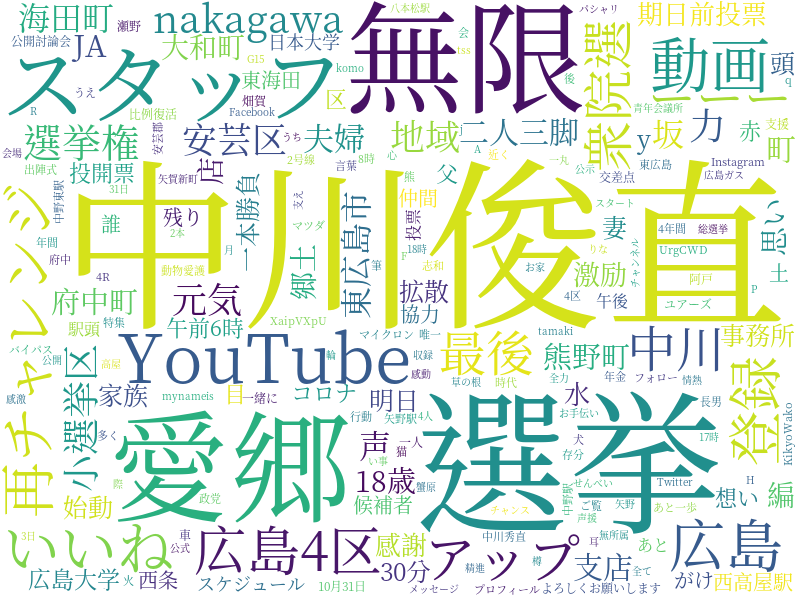 海田町
瀬野
nakagawa
八本松駅
会
tss
バシャリ
期日前投票
公開討論会
JA
大和町
日本大学
G15
komo
無限
衆院選
動画
頭
q
スタッフ
うえ
畑賀
東海田
区
R
比例復活
Facebook
後
青年会議所
ーーー
選挙権
安芸郡
安芸区
うち
夫婦
地域
二人三脚
y
坂
力
赤
支援
町
会場
出陣式
投開票
店
2号線
言葉
8時
心
A
近く
一丸
東広島
Instagram
広島ガス
31日
矢賀新町
父
熊
公示
交差点
中野東駅
誰
残り
一本勝負
支え
仲間
投票
妻
スタート
4年間
総選挙
思い
レンジ
年間
2本
郷土
マツダ
東広島市
18時
F
りな
チャンネル
UrgCWD
土
府中
月
動物愛護
筆
志和
お家
激励
阿戸
中川俊直
府中町
4R
元気
拡散
4区
午後
ユアーズ
P
駅頭
特集
午前6時
XaipVXpU
協力
事務所
バイパス
公開
高屋
YouTube
マイクロン
唯一
tamaki
最後
熊野町
中川
登録
小選挙区
輪
収録
感動
草の根
時代
全力
年金
フォロー
情熱
感激
家族
目
一緒に
コロナ
明日
水
お手伝い
長男
再チャ
mynameis
行動
矢野駅
4人
KikyoWako
多く
愛郷
声
一人
猫
選挙
犬
存分
17時
始動
際
い事
18歳
蟹原
中野駅
せんべい
Twitter
H
想い
編
政党
候補者
チャンス
ご覧
矢野
あと一歩
いいね
3日
車
公式
広島4区
感謝
中川秀直
声援
耳
無所属
広島
アップ
支店
あと
広島大学
火
西条
スケジュール
10月31日
30分
精進
樽
全て
がけ
西高屋駅
メッセージ
プロフィール
よろしくお願いします